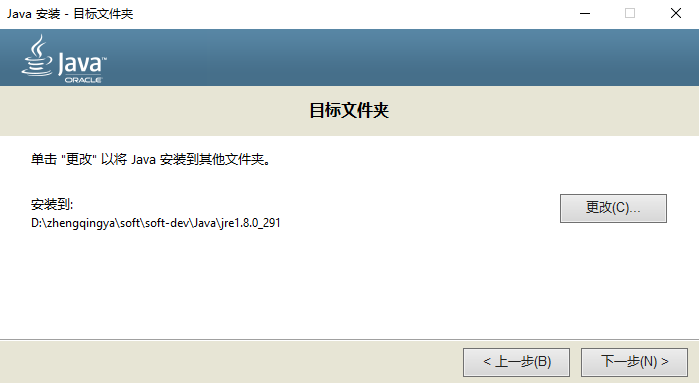 Java 安装 - 目标文件夹
Java™
ORACLE
目标文件夹
单击 "更改" 以将 Java 安装到其他文件夹。
安装到:
更改(C)...
D:\zhengqingya\soft\soft-dev\Java\jre1.8.0_291
< 上一步(B)
下一步(N) >